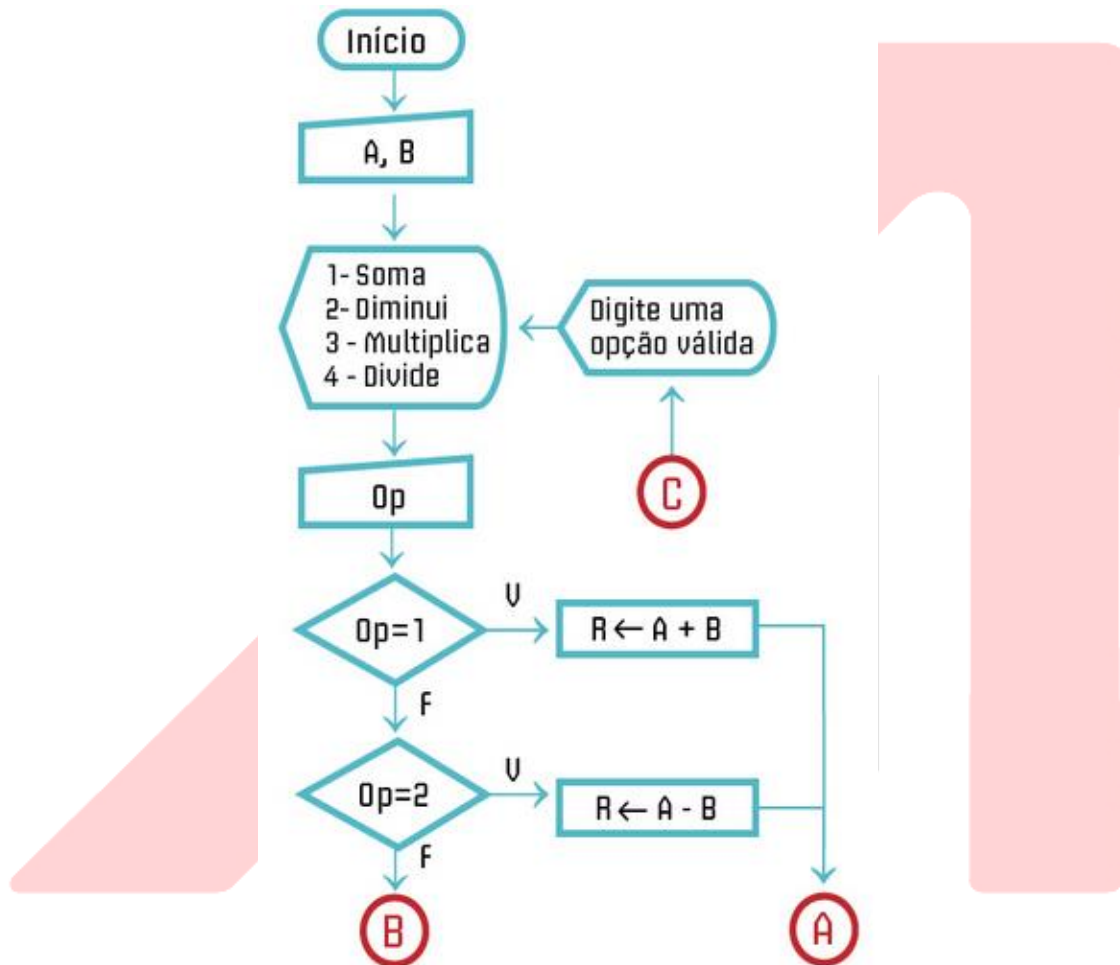 Início
A, B
1- Soma
2- Diminui
3 - Multiplica
4 - Divide
Digite uma
opção válida
C
Op
Op=1
V
R ← A + B
F
Op=2
V
R ← A - B
F
B
A